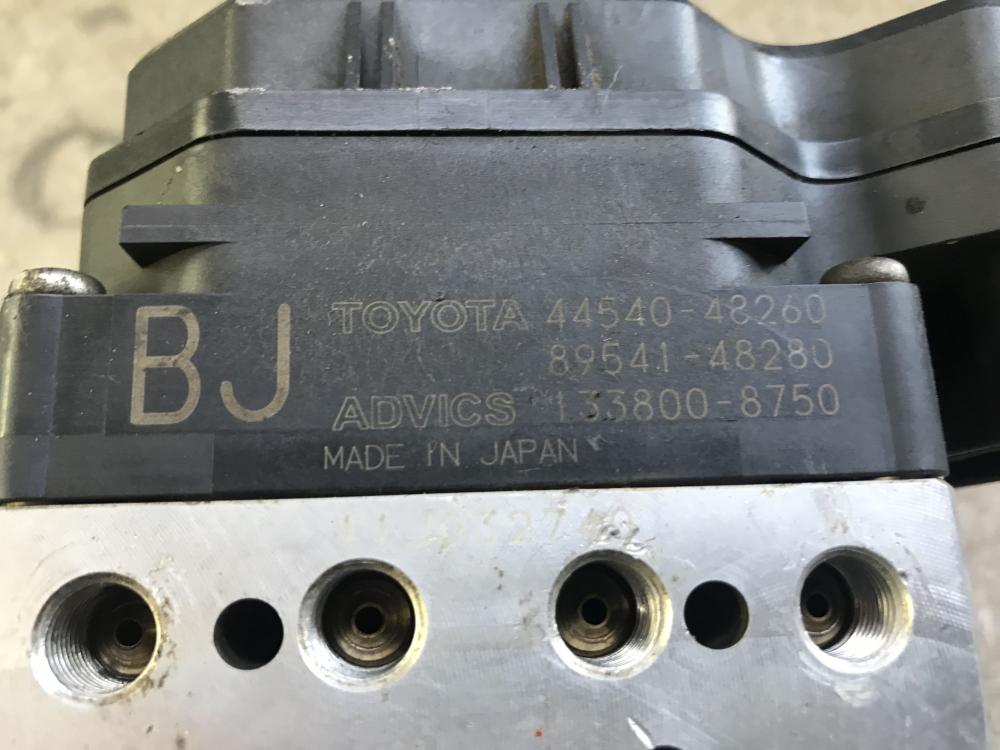 BJ TOYOTA 44540-48260
89541-48280
ADVICS 133800-8750
MADE IN JAPAN